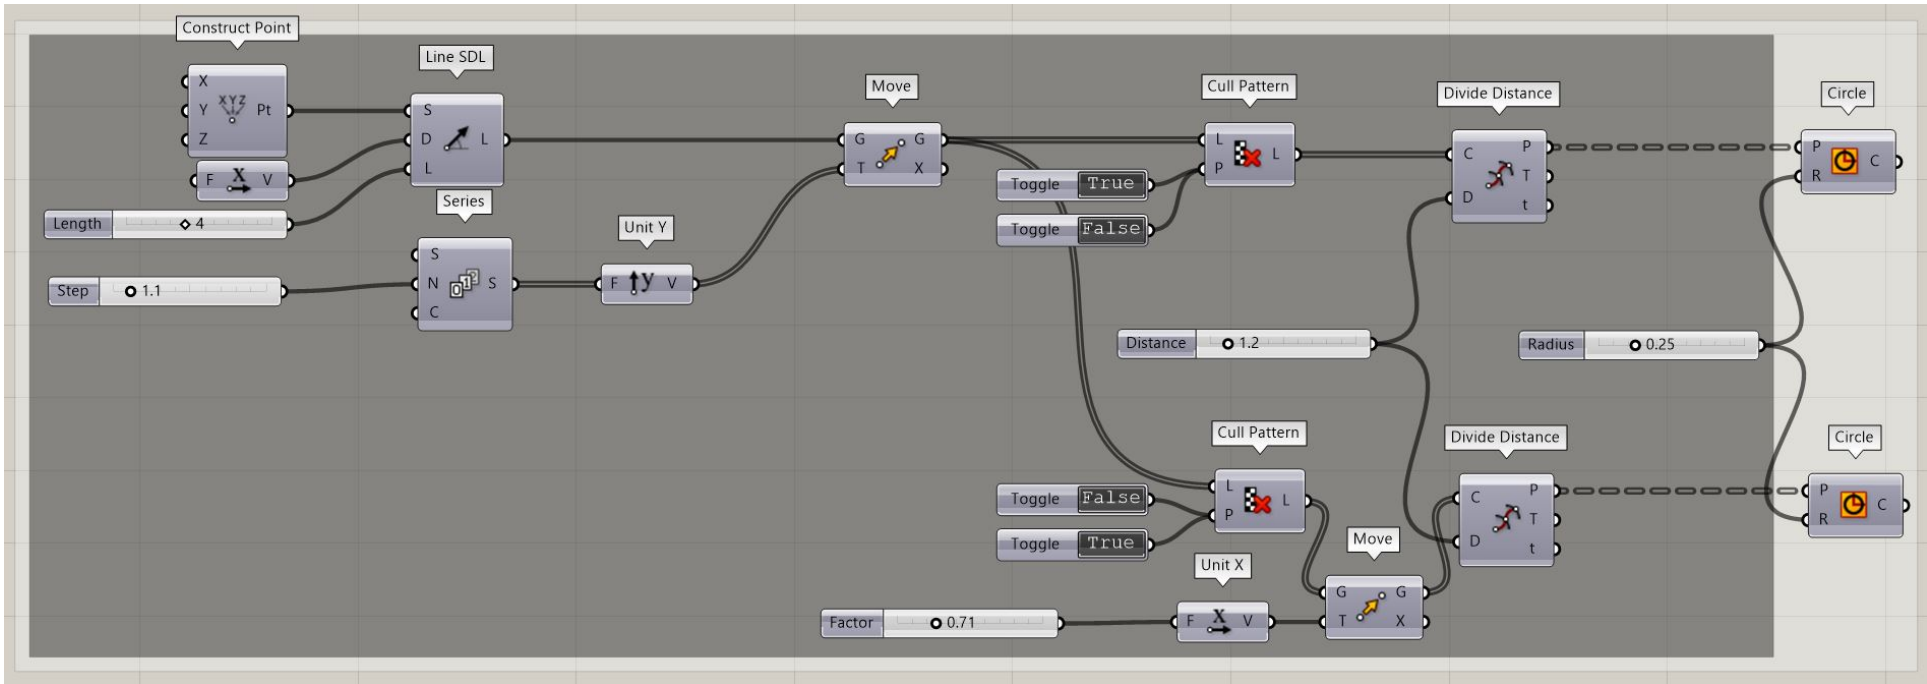 Construct Point
X
Y
Z
XYZ
Pt
F
X
V
Length
4
Line SDL
S
D
L
L
Series
S
N
C
S
Step
1.1
Unit Y
F
y
V
Move
G
T
G
X
Toggle True
Toggle False
Cull Pattern
L
P
L
Divide Distance
C
D
P
T
t
Circle
P
R
C
Distance
1.2
Radius
0.25
Toggle False
Toggle True
Cull Pattern
L
P
L
Factor
0.71
Unit X
F
X
V
Move
G
T
G
X
Divide Distance
C
D
P
T
t
Circle
P
R
C